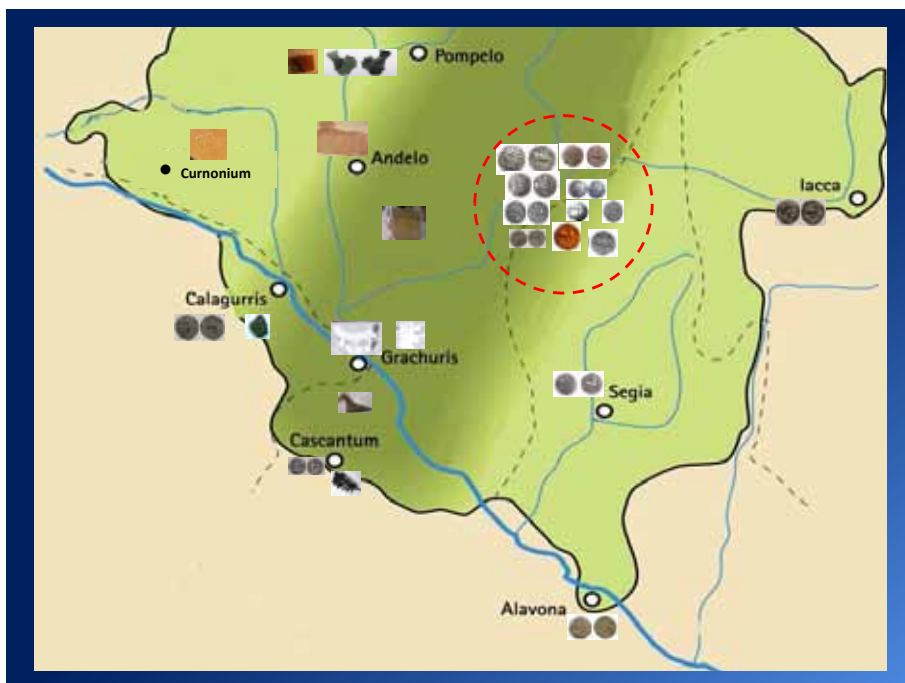 Pompelo
Andelo
Curnonium
Iacca
Calagurris
Grachuris
Segia
Cascantum
Alavona